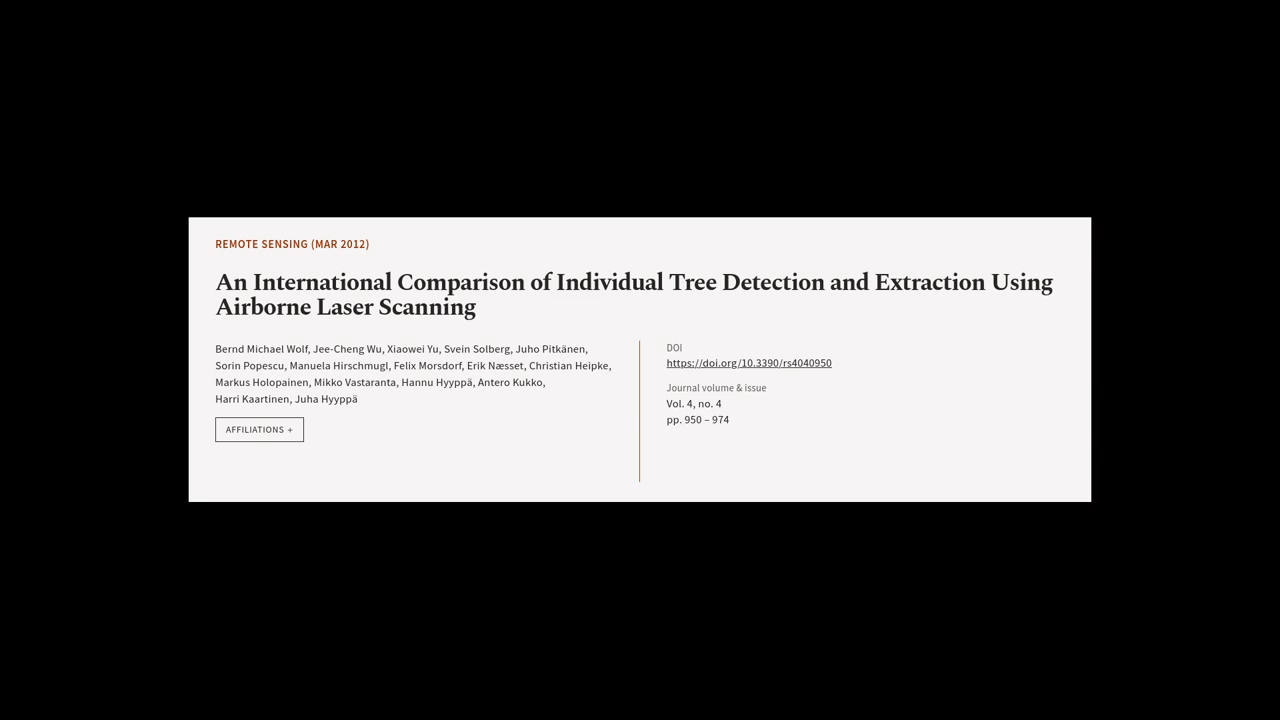 REMOTE SENSING (MAR 2012)
An International Comparison of Individual Tree Detection and Extraction Using
Airborne Laser Scanning
Bernd Michael Wolf, Jee-Cheng Wu, Xiaowei Yu, Svein Solberg, Juho Pitkänen,
Sorin Popescu, Manuela Hirschmugl, Felix Morsdorf, Erik Næsset, Christian Heipke,
Markus Holopainen, Mikko Vastaranta, Hannu Hyyppä, Antero Kukko,
Harri Kaartinen, Juha Hyyppä
AFFILIATIONS +
DOI
https://doi.org/10.3390/rs4040950
Journal volume & issue
Vol. 4, no. 4
pp. 950 – 974